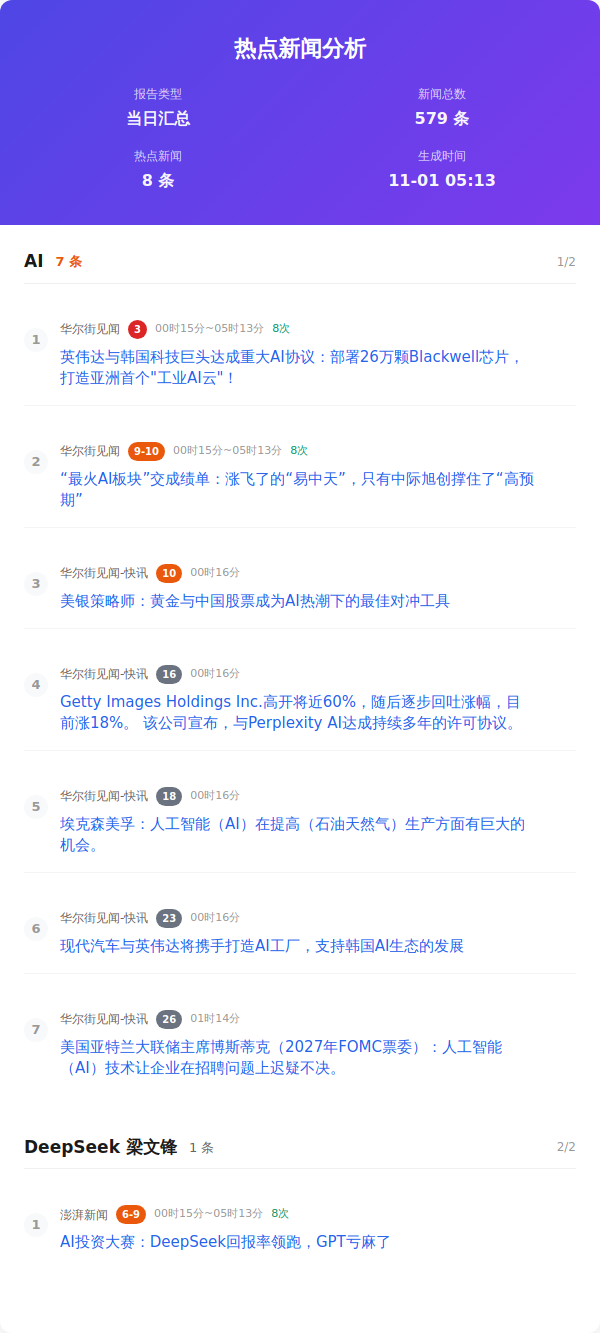 热点新闻分析
报告类型
当日汇总
新闻总数
579 条
热点新闻
8 条
生成时间
11-01 05:13
AI 7 条 1/2
1
华尔街见闻 3 00时15分~05时13分 8次
英伟达与韩国科技巨头达成重大AI协议：部署26万颗Blackwell芯片，
打造亚洲首个"工业AI云"！
2
华尔街见闻 9-10 00时15分~05时13分 8次
“最火AI板块”交成绩单：涨飞了的“易中天”，只有中际旭创撑住了“高预
期”
3
华尔街见闻-快讯 10 00时16分
美银策略师：黄金与中国股票成为AI热潮下的最佳对冲工具
4
华尔街见闻-快讯 16 00时16分
Getty Images Holdings Inc.高开将近60%，随后逐步回吐涨幅，目
前涨18%。 该公司宣布，与Perplexity AI达成持续多年的许可协议。
5
华尔街见闻-快讯 18 00时16分
埃克森美孚：人工智能（AI）在提高（石油天然气）生产方面有巨大的
机会。
6
华尔街见闻-快讯 23 00时16分
现代汽车与英伟达将携手打造AI工厂，支持韩国AI生态的发展
7
华尔街见闻-快讯 26 01时14分
美国亚特兰大联储主席博斯蒂克（2027年FOMC票委）：人工智能
（AI）技术让企业在招聘问题上迟疑不决。
DeepSeek 梁文锋 1 条 2/2
1
澎湃新闻 6-9 00时15分~05时13分 8次
AI投资大赛：DeepSeek回报率领跑，GPT亏麻了